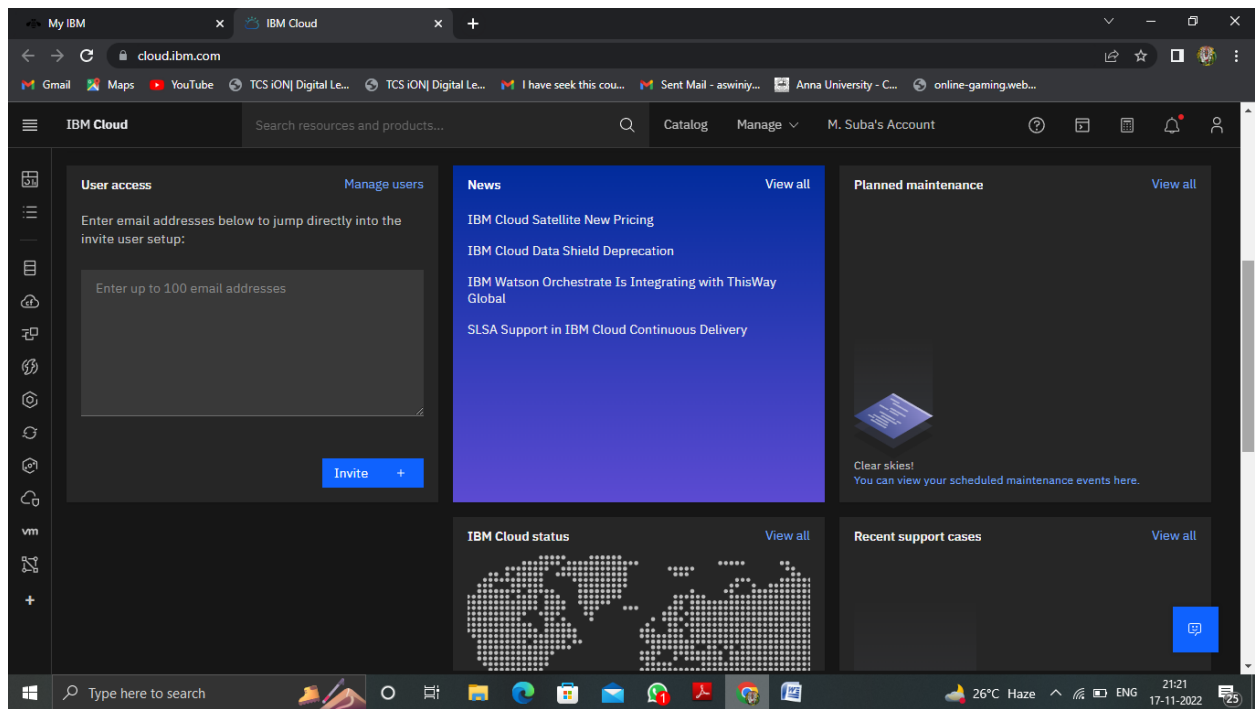 My IBM
IBM Cloud
cloud.ibm.com
Gmail
Maps
YouTube
TCS iON| Digital Le...
TCS iON| Digital Le...
I have seek this cou...
Sent Mail - aswiniy...
Anna University - C...
online-gaming.web...
IBM Cloud
Search resources and products...
Catalog
Manage
M. Suba's Account
User access
Manage users
Enter email addresses below to jump directly into the
invite user setup:
Enter up to 100 email addresses
Invite +
News
View all
IBM Cloud Satellite New Pricing
IBM Cloud Data Shield Deprecation
IBM Watson Orchestrate Is Integrating with ThisWay
Global
SLSA Support in IBM Cloud Continuous Delivery
Planned maintenance
View all
Clear skies!
You can view your scheduled maintenance events here.
IBM Cloud status
View all
Recent support cases
View all
vm
Type here to search
26°C Haze
ENG
21:21
17-11-2022
25